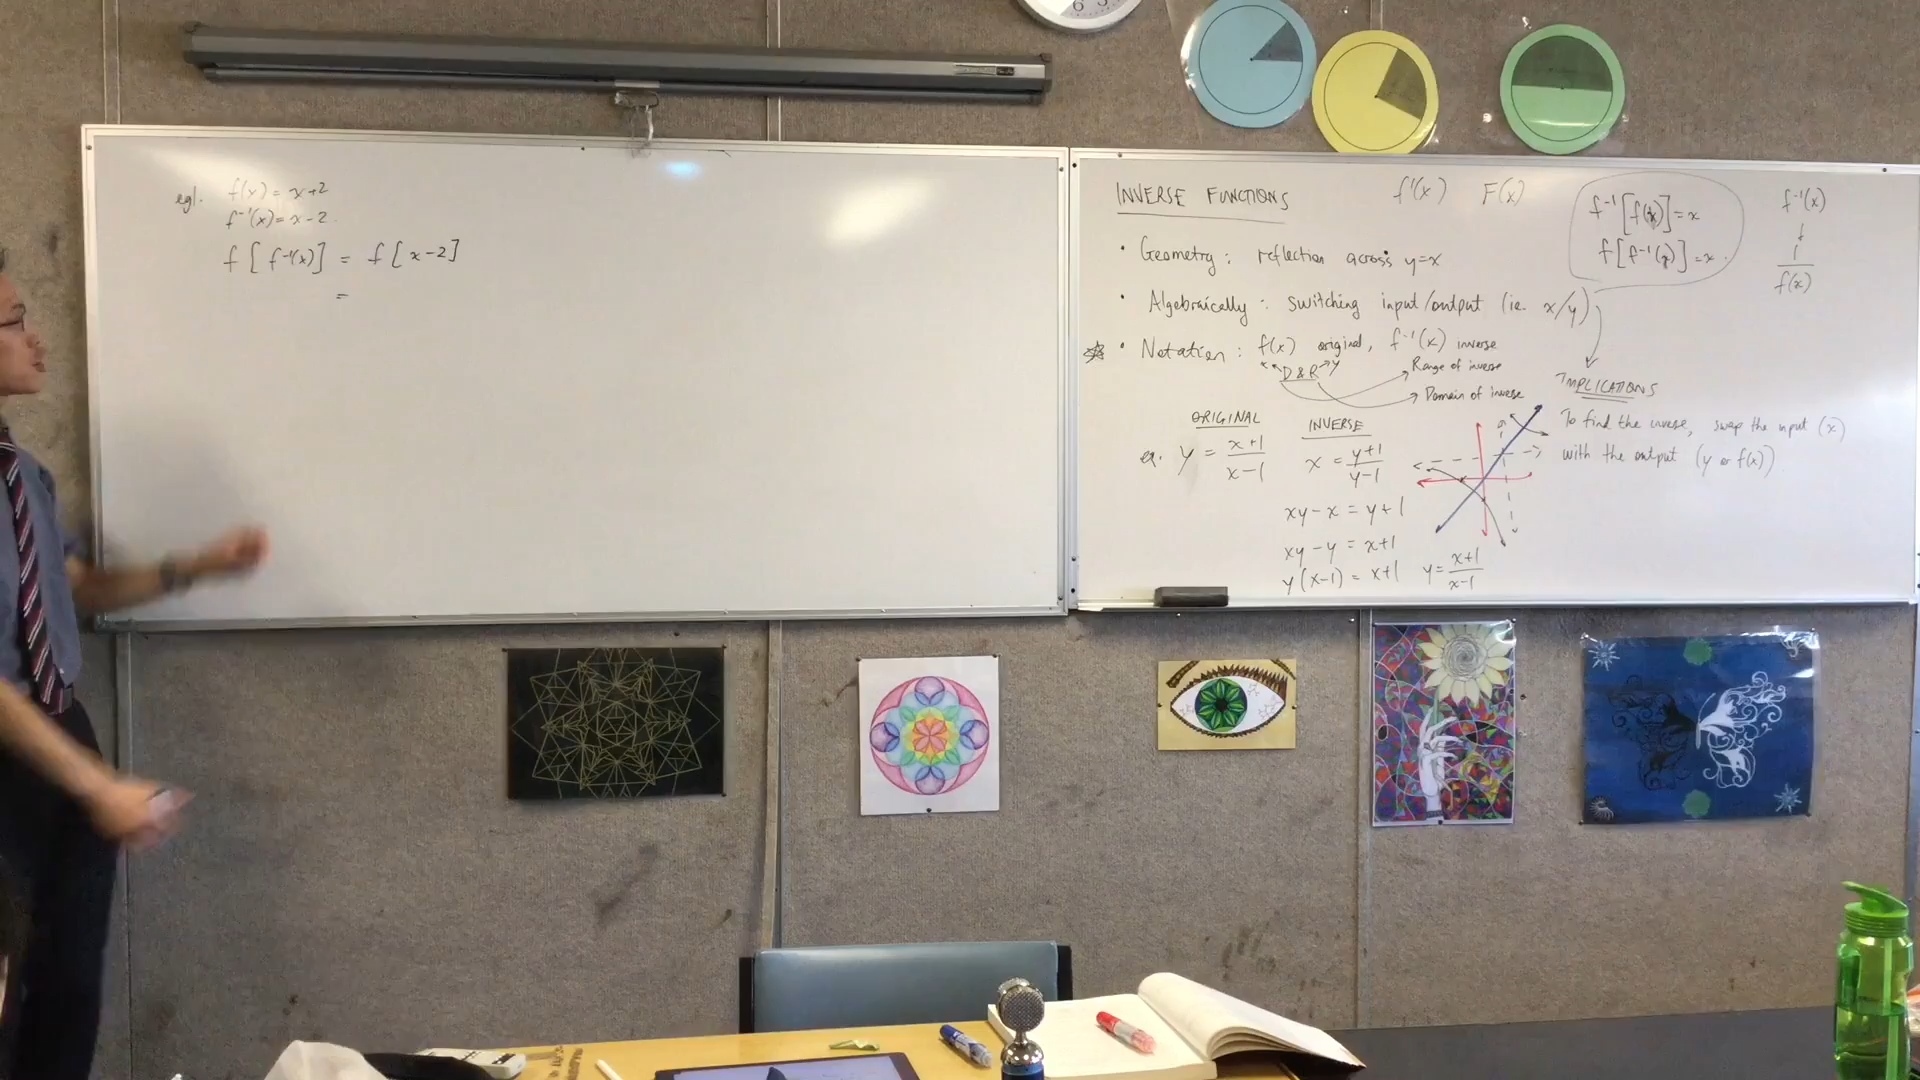 eg1. f(x) = x+2
f⁻¹(x) = x-2.
f[f⁻¹(x)] = f[x-2]
=
INVERSE FUNCTIONS
f'(x) F(x)
f⁻¹[f(x)] = x
f[f⁻¹(x)] = x.
f⁻¹(x)
↓
1
f(x)
• Geometry: reflection across y=x
• Algebraically: switching input/output (ie. x/y)
• Notation: f(x) original, f⁻¹(x) inverse
x D & R y
Range of inverse
Domain of inverse
IMPLICATIONS
To find the inverse, swap the input (x)
with the output (y or f(x))
ORIGINAL
ex. y = x+1 / x-1
INVERSE
x = y+1 / y-1
xy - x = y+1
xy - y = x+1
y(x-1) = x+1
y = x+1 / x-1